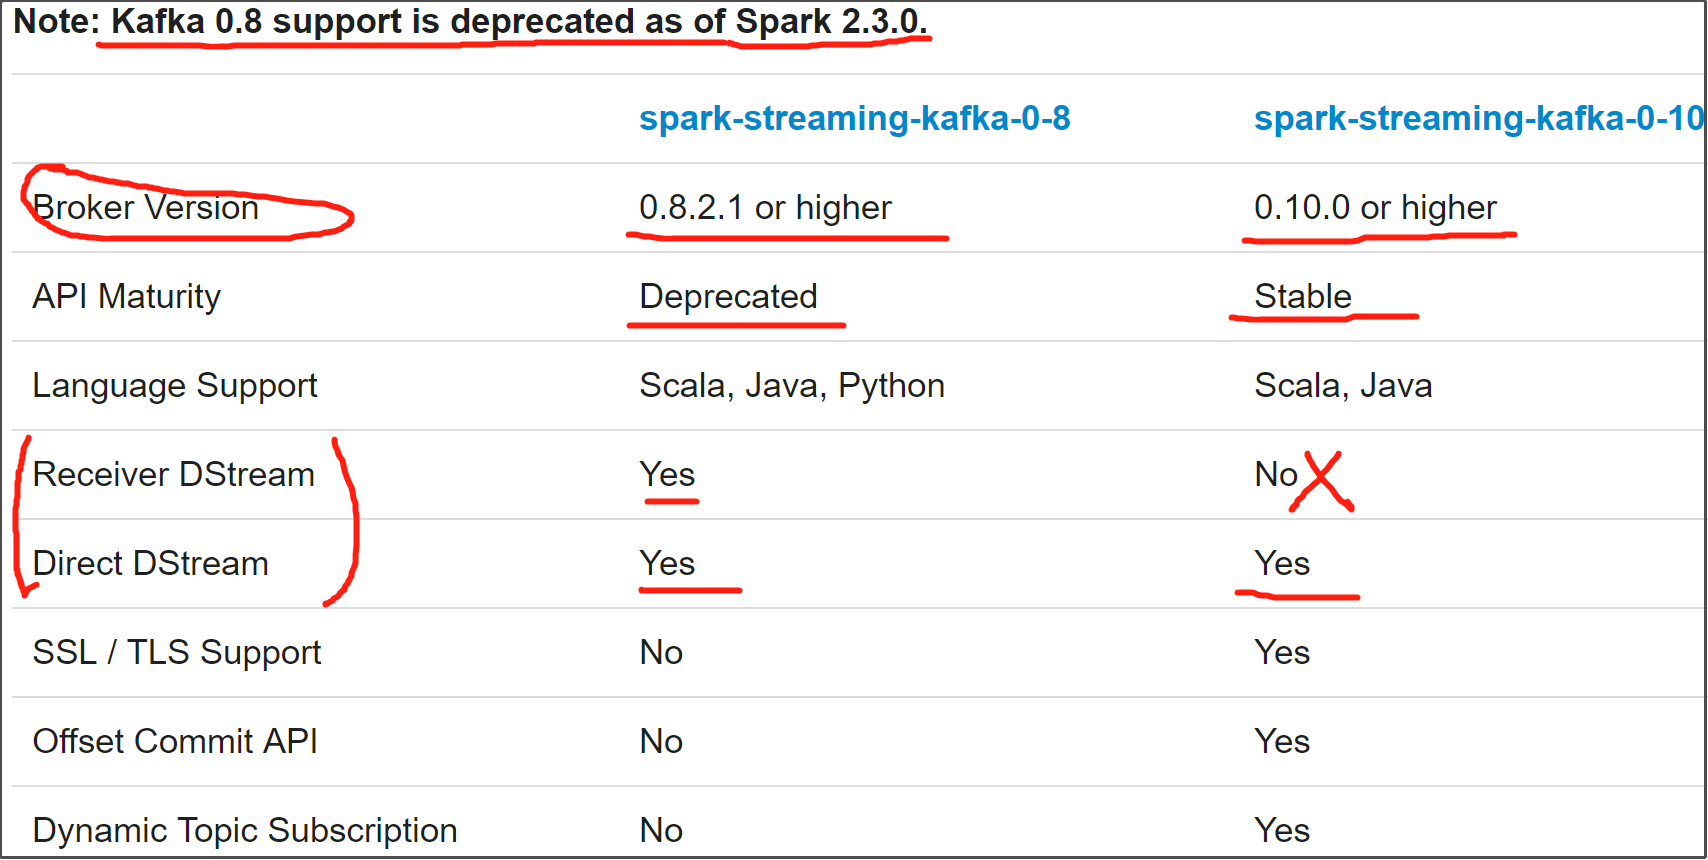 Note: Kafka 0.8 support is deprecated as of Spark 2.3.0.
spark-streaming-kafka-0-8 spark-streaming-kafka-0-10
Broker Version 0.8.2.1 or higher 0.10.0 or higher
API Maturity Deprecated Stable
Language Support Scala, Java, Python Scala, Java
Receiver DStream Yes No
Direct DStream Yes Yes
SSL / TLS Support No Yes
Offset Commit API No Yes
Dynamic Topic Subscription No Yes